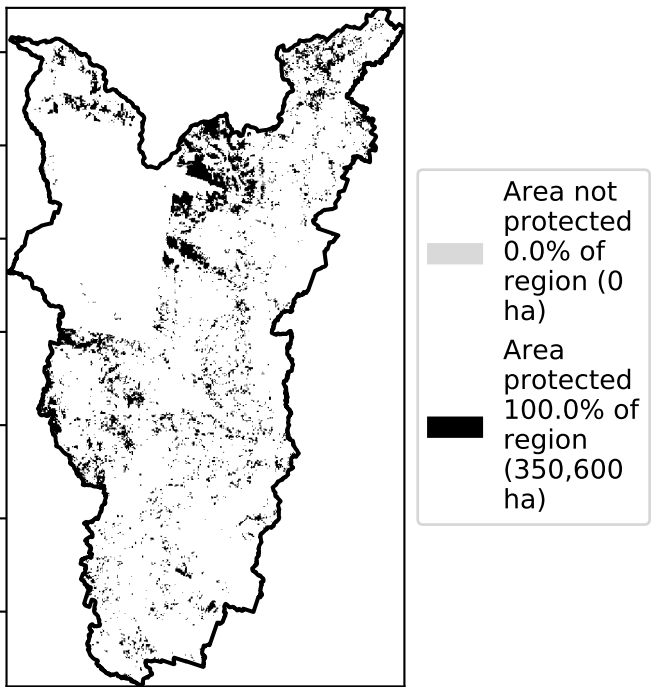 Area not
protected
0.0% of
region (0
ha)
Area
protected
100.0% of
region
(350,600
ha)